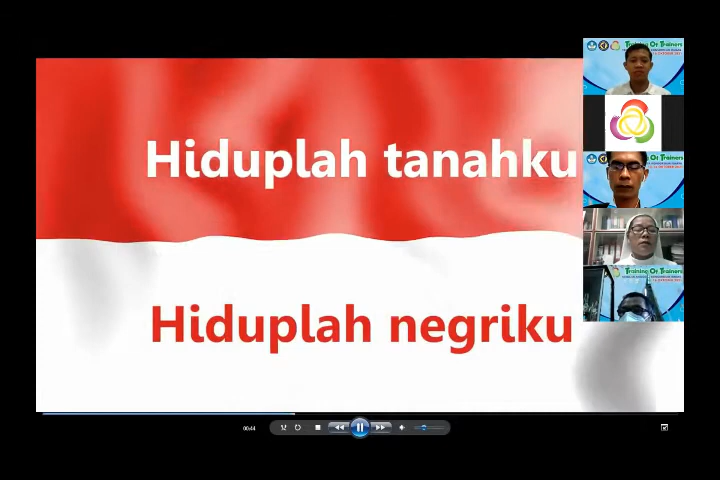 Hiduplah tanahku
Hiduplah negriku
Training Of Trainers
Training Of Trainers
Training Of Trainers
00:44